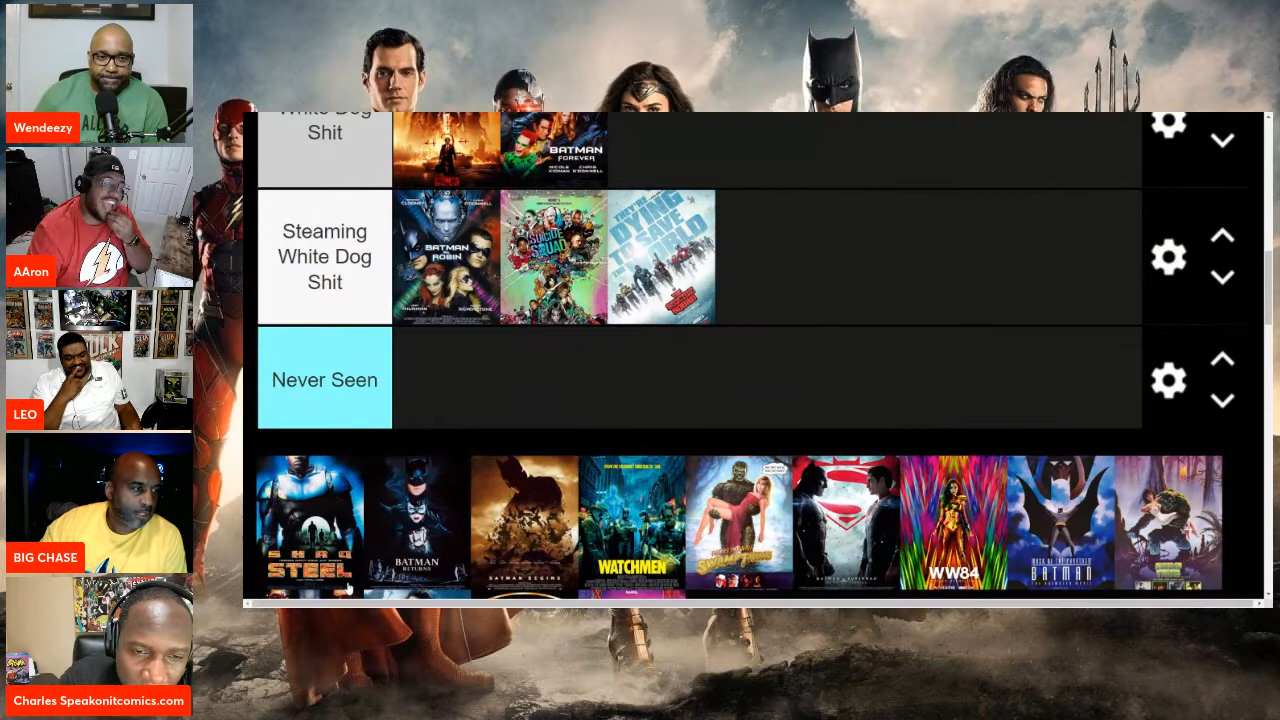 Wendeezy
AAron
LEO
BIG CHASE
Charles Speakonitcomics.com
White Dog
Shit
BATMAN
FOREVER
Steaming
White Dog
Shit
BATMAN
ROBIN
SUICIDE
SQUAD
DYING
TO SAVE
THE
WORLD
Never Seen
SHAQ
STEEL
BATMAN
RETURNS
BATMAN BEGINS
WATCHMEN
WW84
BATMAN